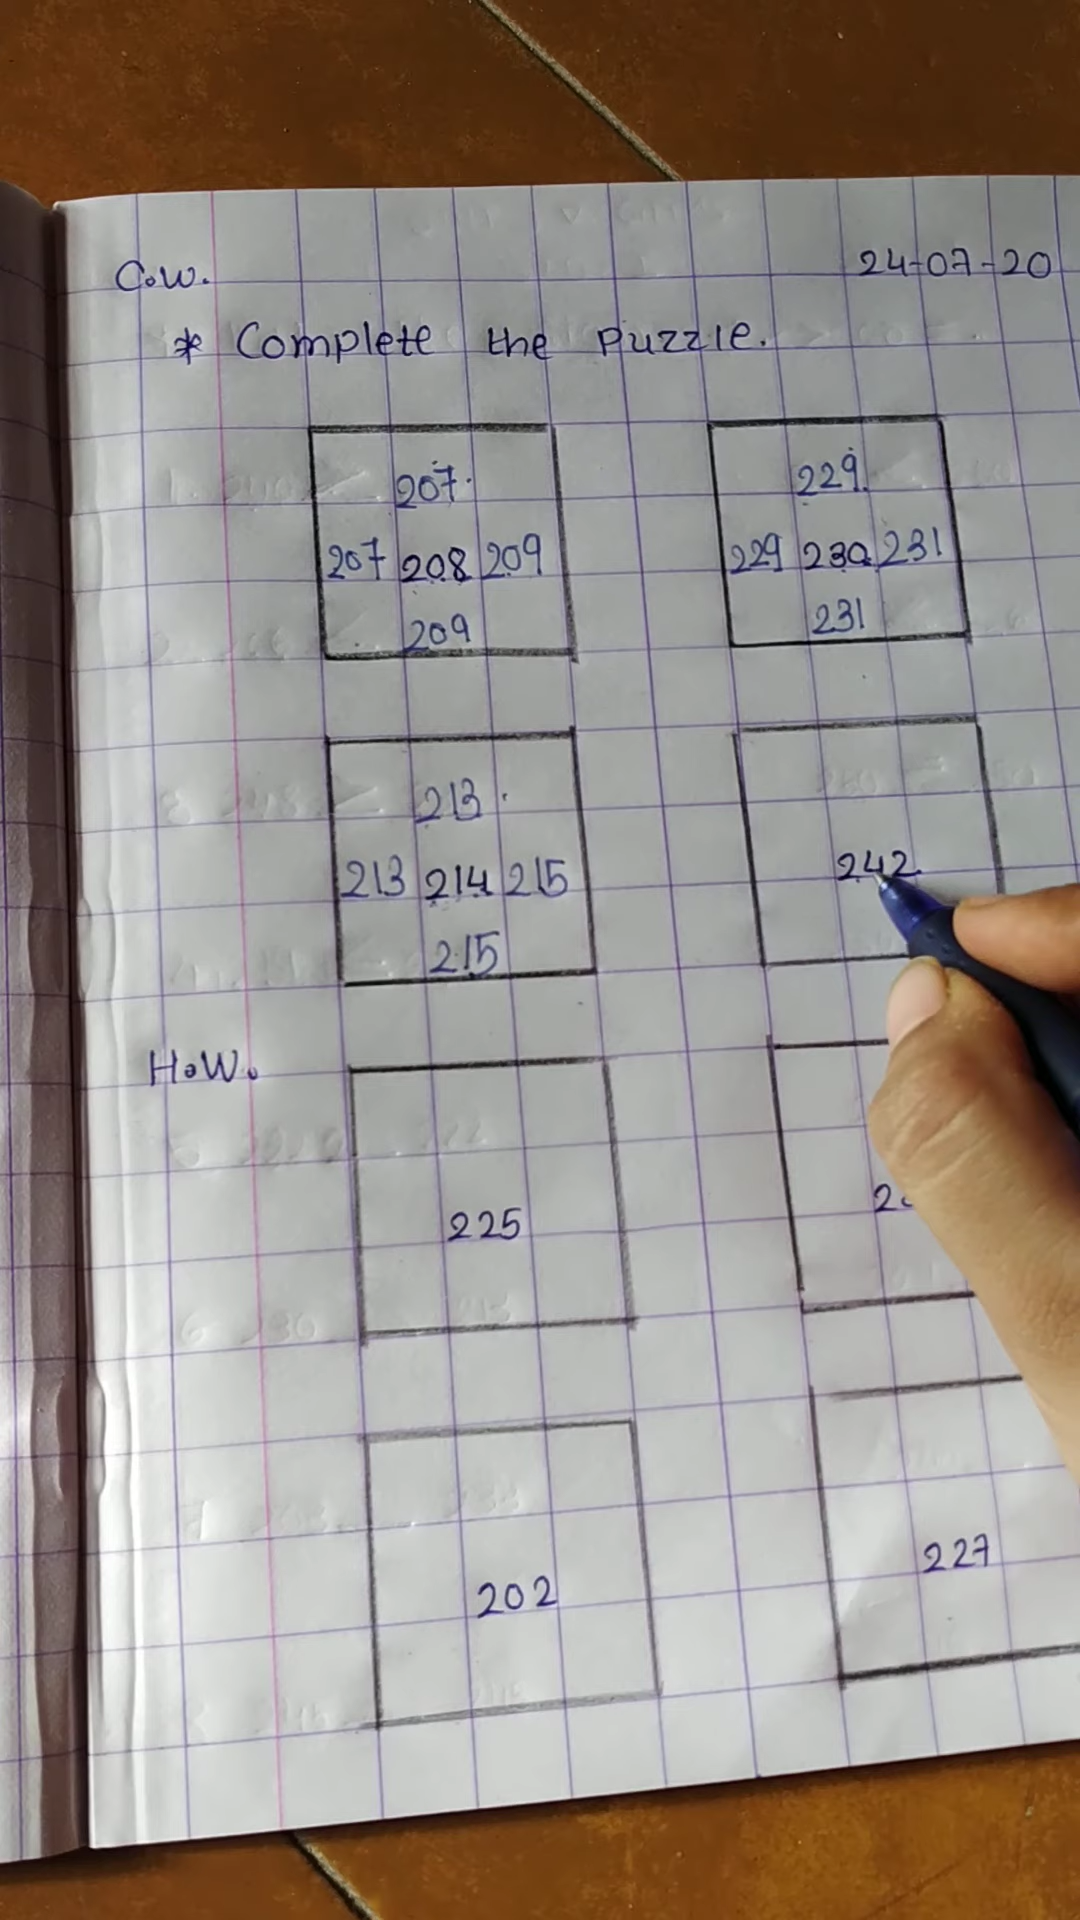 C.W.
24-07-20
* Complete the Puzzle.
207
207 208 209
209
229
229 230 231
231
213
213 214 215
215
242
H.W.
225
202
227